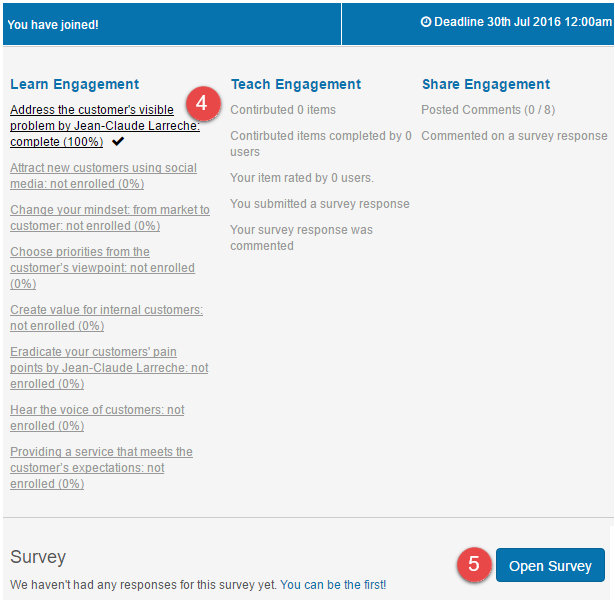 You have joined!
Deadline 30th Jul 2016 12:00am
Learn Engagement
Address the customer's visible
problem by Jean-Claude Larreche:
complete (100%)
4
Attract new customers using social
media: not enrolled (0%)
Change your mindset: from market to
customer: not enrolled (0%)
Choose priorities from the
customer's viewpoint: not enrolled
(0%)
Create value for internal customers:
not enrolled (0%)
Eradicate your customers' pain
points by Jean-Claude Larreche: not
enrolled (0%)
Hear the voice of customers: not
enrolled (0%)
Providing a service that meets the
customer's expectations: not
enrolled (0%)
Teach Engagement
Contirbuted 0 items
Contirbuted items completed by 0
users
Your item rated by 0 users.
You submitted a survey response
Your survey response was
commented
Share Engagement
Posted Comments (0 / 8)
Commented on a survey response
Survey
We haven't had any responses for this survey yet. You can be the first!
5
Open Survey